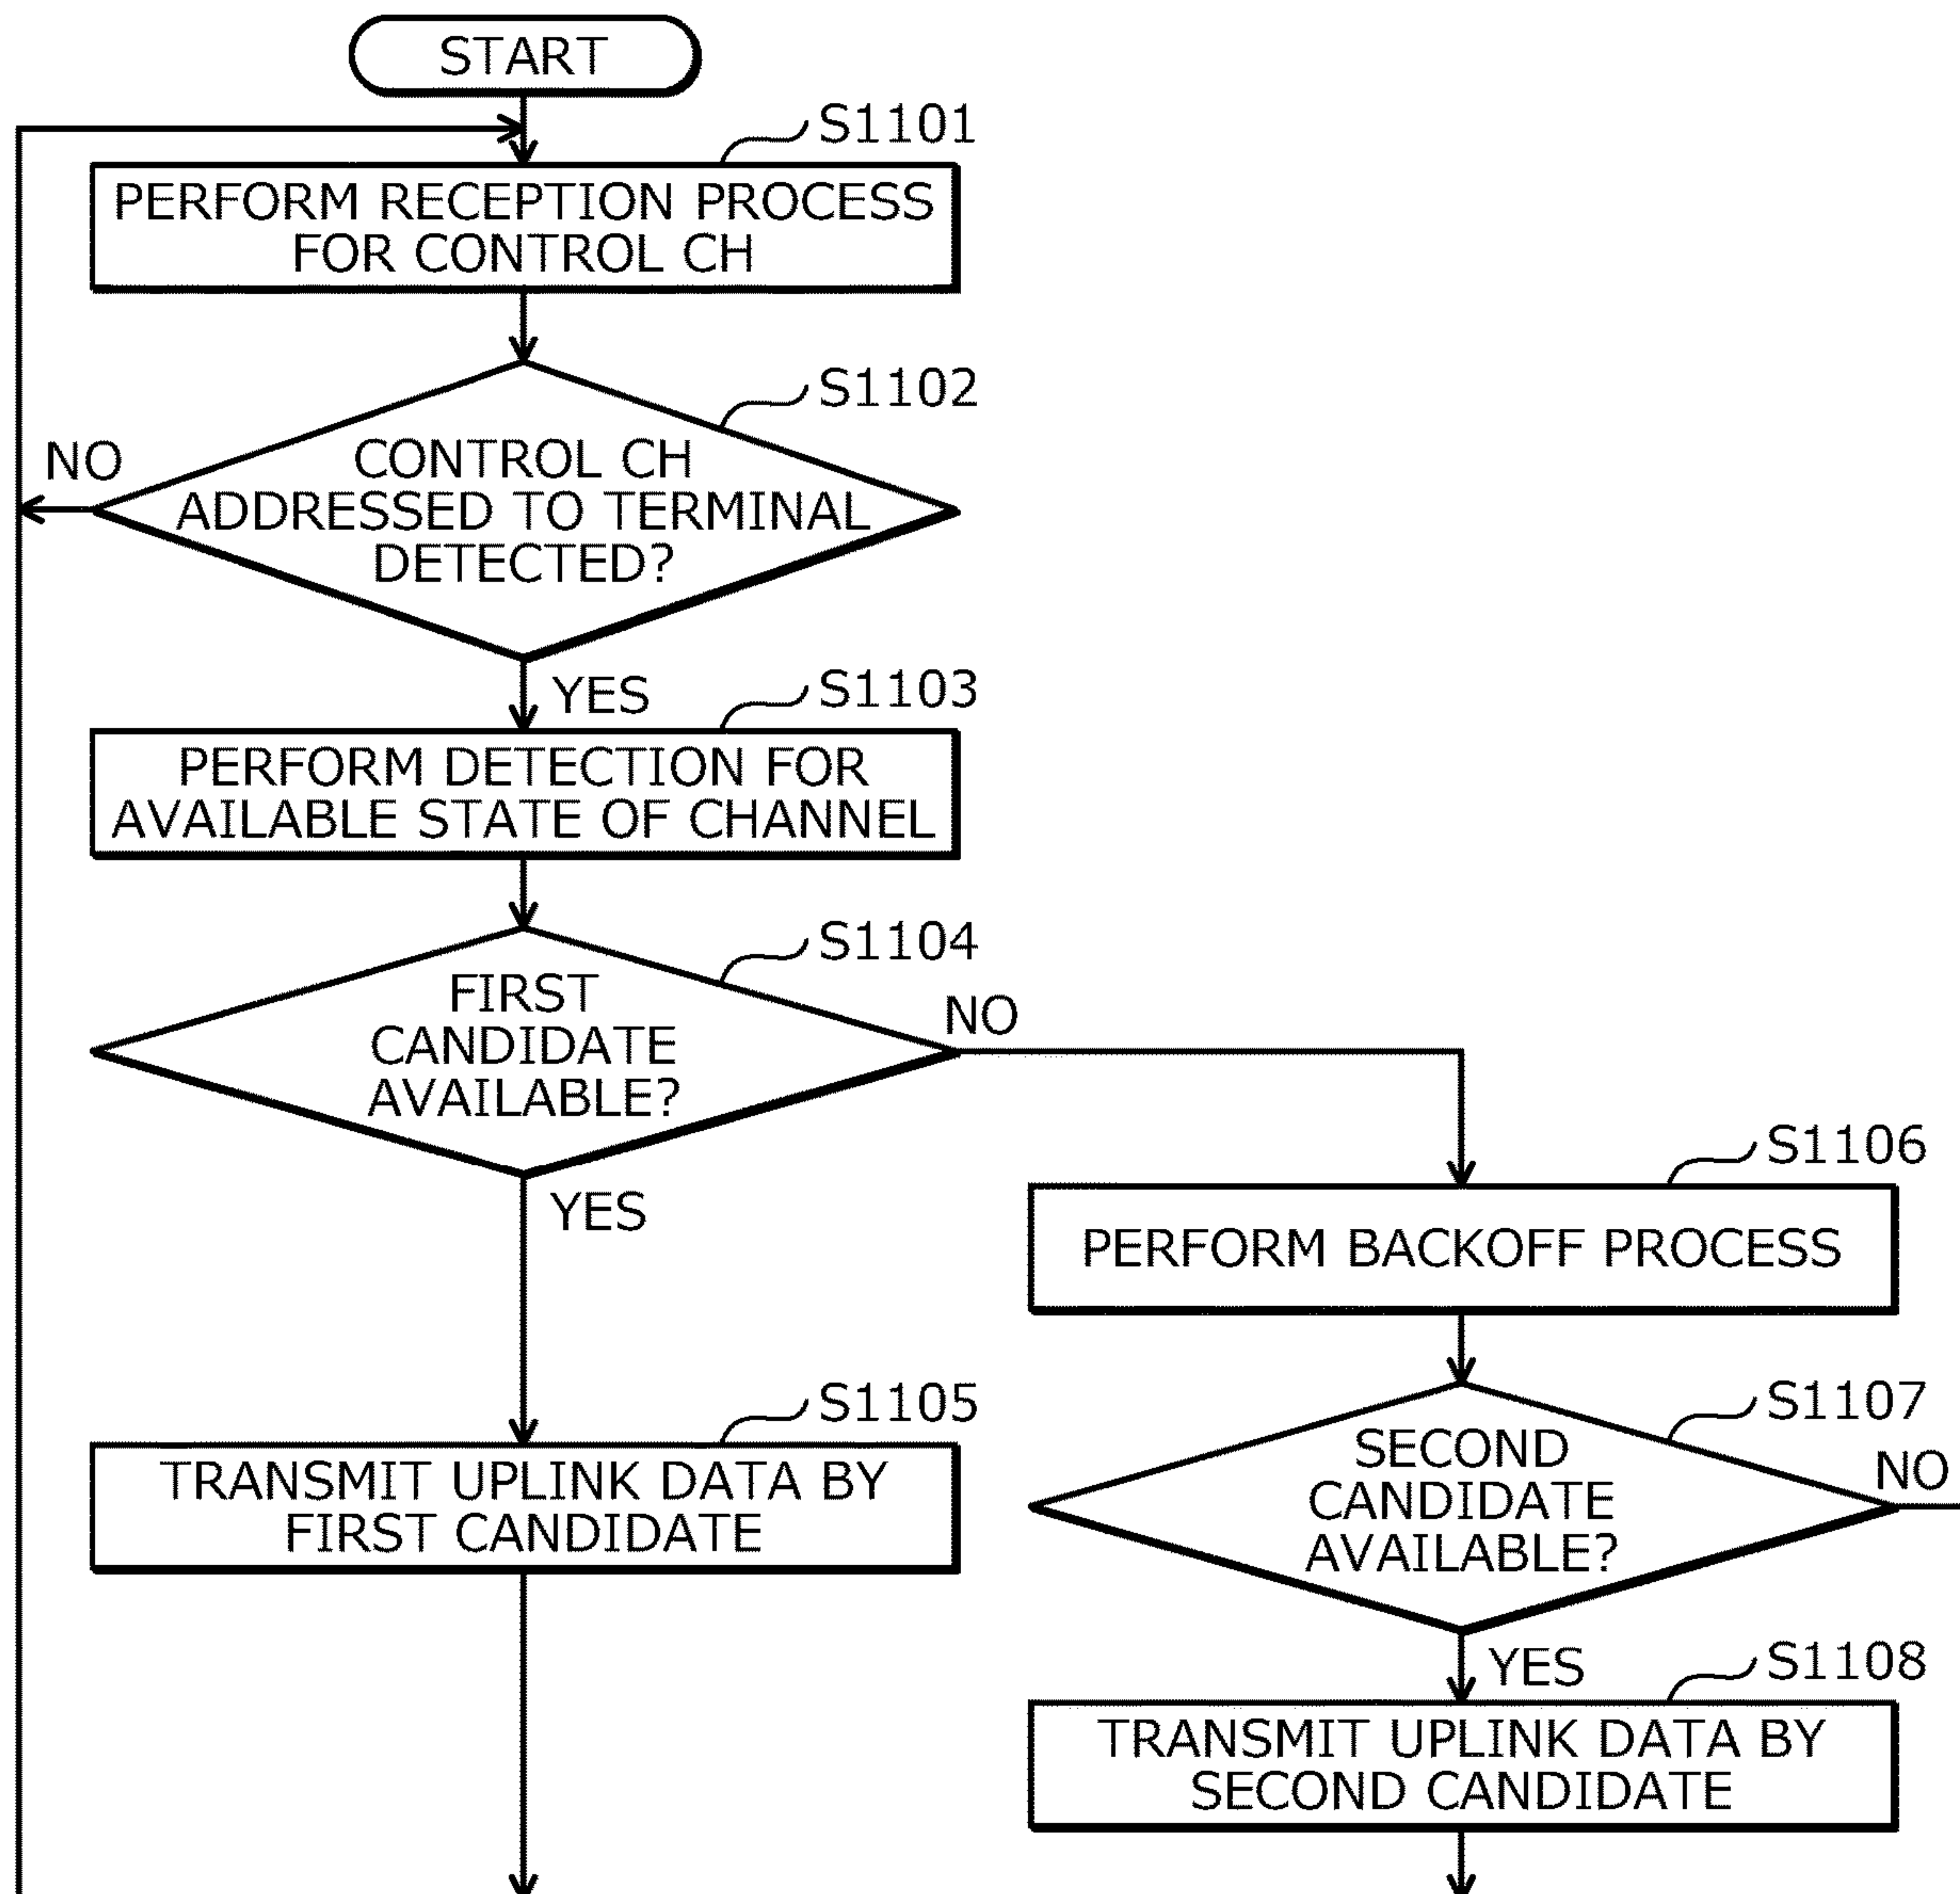 START
S1101
PERFORM RECEPTION PROCESS
FOR CONTROL CH
S1102
NO
CONTROL CH
ADDRESSED TO TERMINAL
DETECTED?
YES
S1103
PERFORM DETECTION FOR
AVAILABLE STATE OF CHANNEL
S1104
FIRST
CANDIDATE
AVAILABLE?
NO
YES
S1105
TRANSMIT UPLINK DATA BY
FIRST CANDIDATE
S1106
PERFORM BACKOFF PROCESS
S1107
SECOND
CANDIDATE
AVAILABLE?
NO
YES
S1108
TRANSMIT UPLINK DATA BY
SECOND CANDIDATE